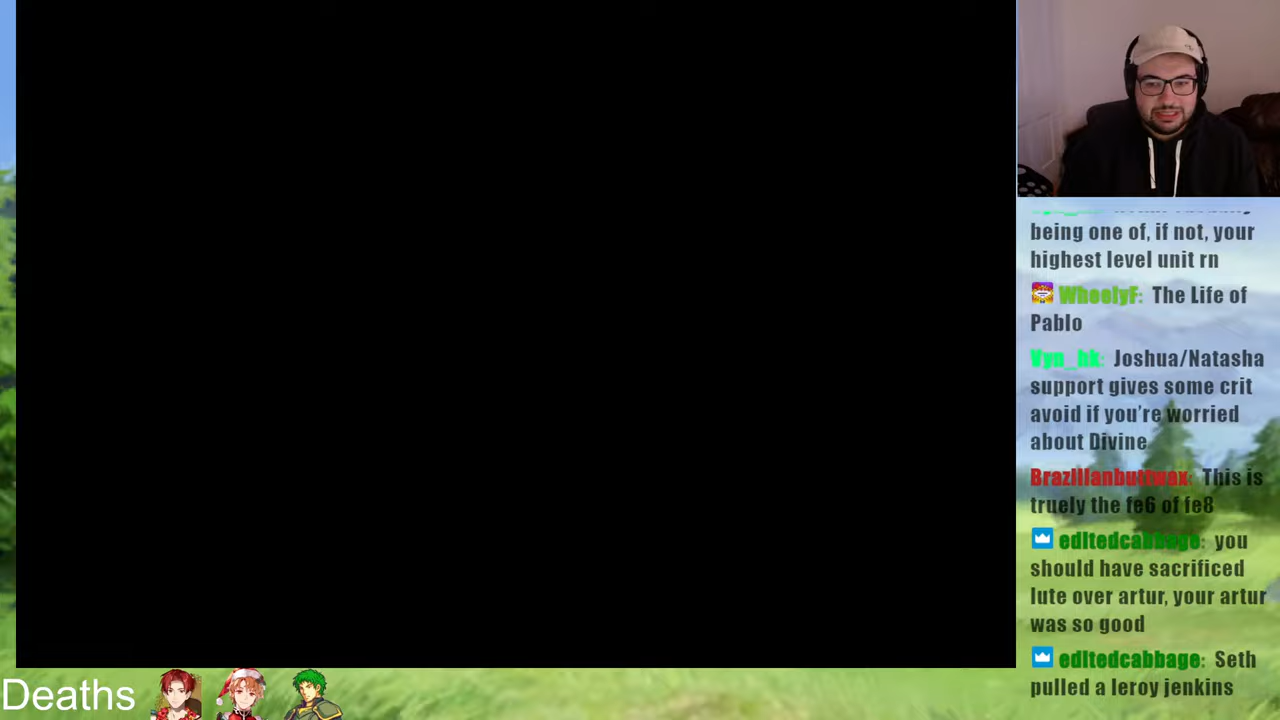 being one of, if not, your
highest level unit rn
WheelyF: The Life of
Pablo
Vyn_hk: Joshua/Natasha
support gives some crit
avoid if you're worried
about Divine
Brazilianbuttwax: This is
truely the fe6 of fe8
editedcabbage: you
should have sacrificed
lute over artur, your artur
was so good
editedcabbage: Seth
pulled a leroy jenkins
Deaths